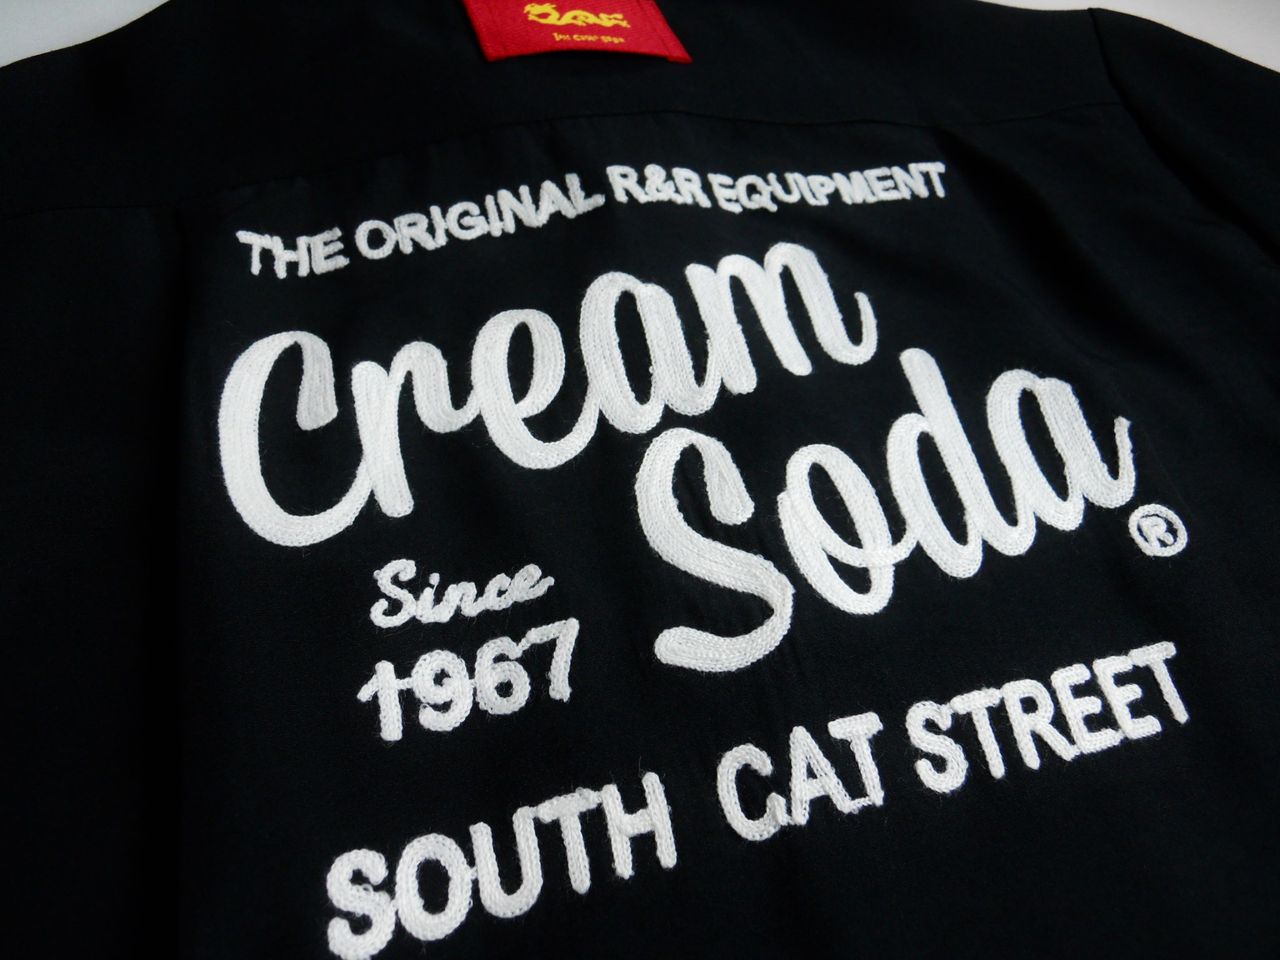 THE ORIGINAL R&R EQUIPMENT
Cream
Soda
®
Since
1967
SOUTH CAT STREET